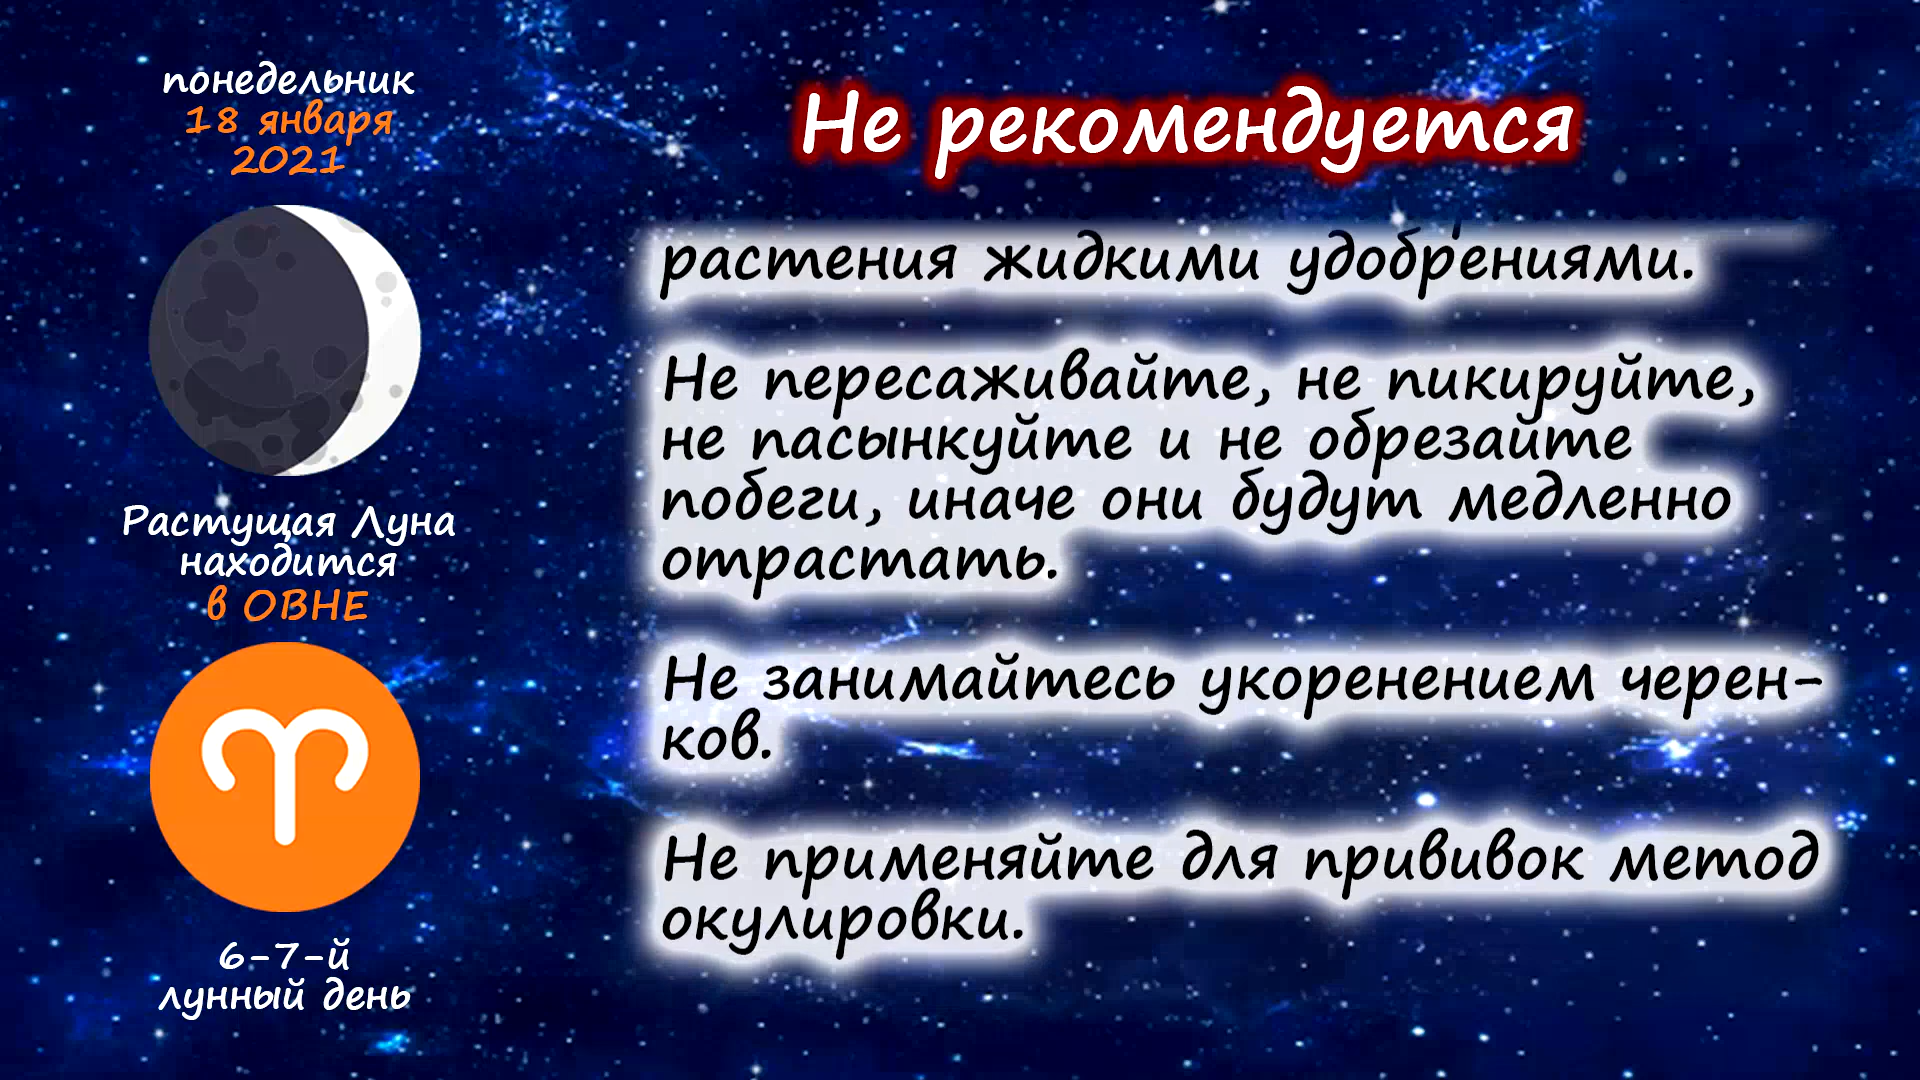 понедельник
18 января
2021
Растущая Луна
находится
в ОВНЕ
6-7-й
лунный день
Не рекомендуется
растения жидкими удобрениями.
Не пересаживайте, не пикируйте,
не пасынкуйте и не обрезайте
побеги, иначе они будут медленно
отрастать.
Не занимайтесь укоренением черен-
ков.
Не применяйте для прививок метод
окулировки.